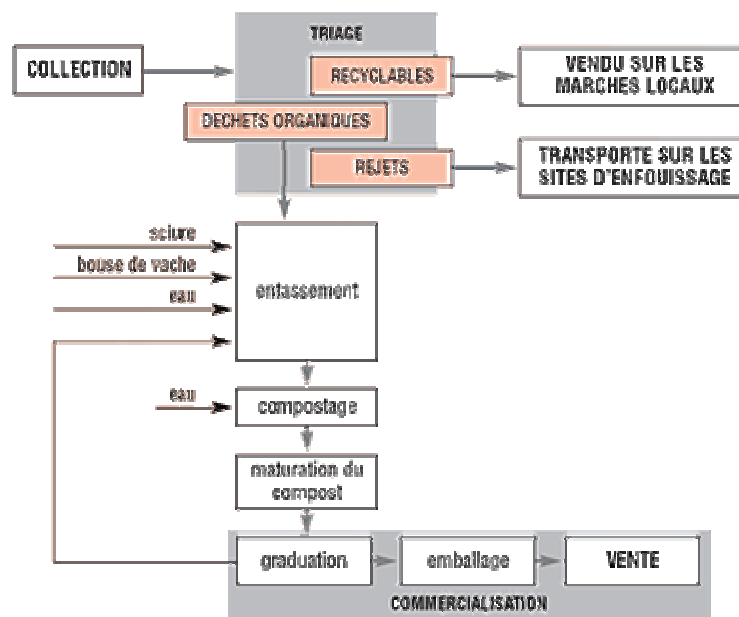 TRIAGE
COLLECTION
RECYCLABLES
VENDU SUR LES
MARCHES LOCAUX
DECHETS ORGANIQUES
REJETS
TRANSPORTE SUR LES
SITES D'ENFOUISSAGE
sciure
bouse de vache
eau
entassement
eau
compostage
maturation du
compost
graduation
emballage
VENTE
COMMERCIALISATION